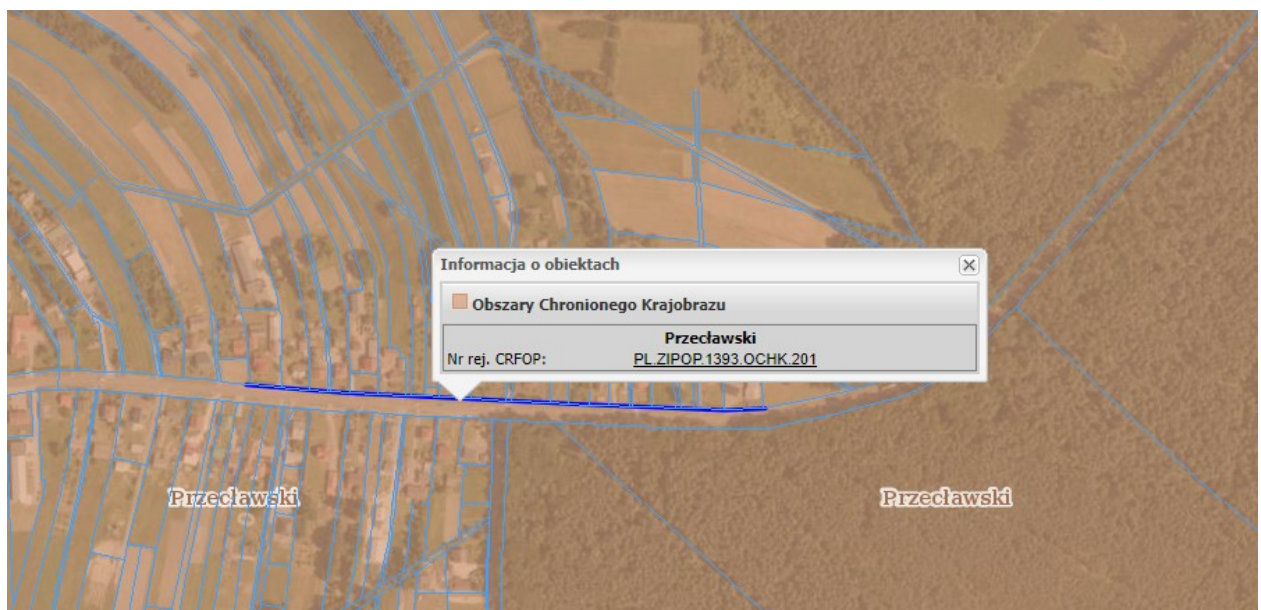 Informacja o obiektach
Obszary Chronionego Krajobrazu
Przecławski
Nr rej. CRFOP: PL.ZIPOP.1393.OCHK.201
Przecławski
Przecławski